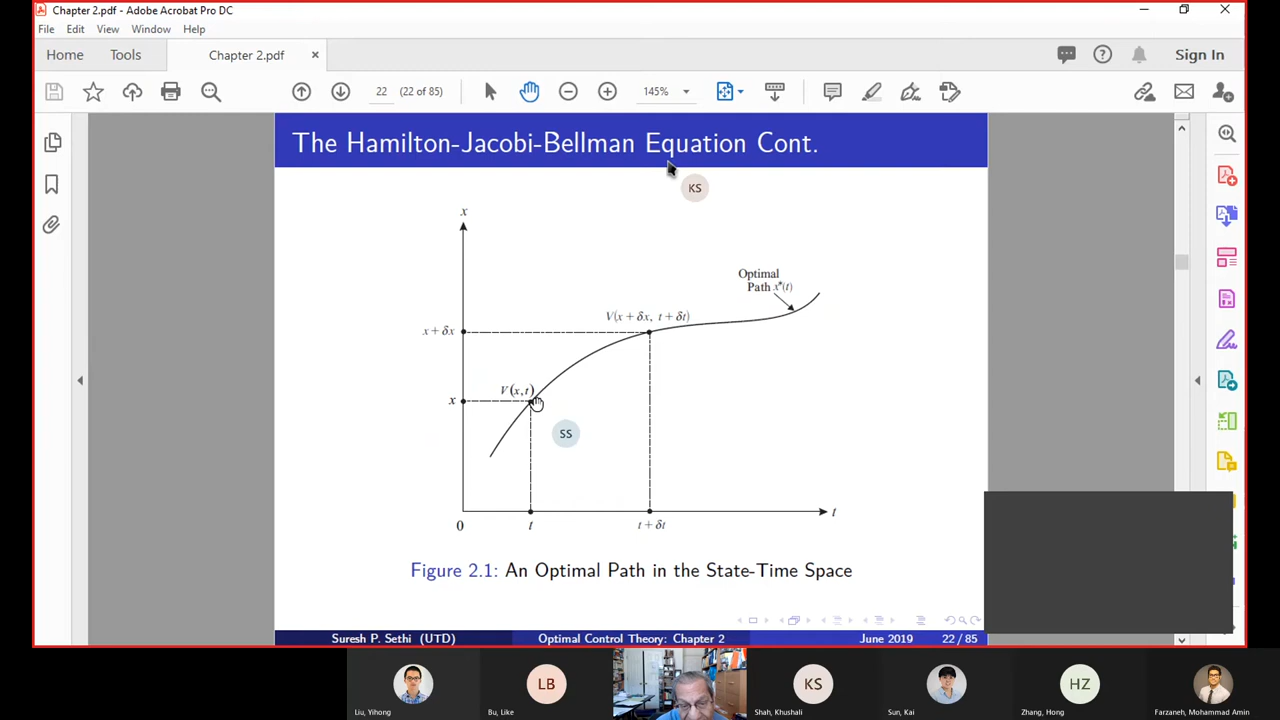 Chapter 2.pdf - Adobe Acrobat Pro DC
File Edit View Window Help
Home Tools Chapter 2.pdf × Sign In
22 (22 of 85) 145%
The Hamilton-Jacobi-Bellman Equation Cont.
KS
x
Optimal
Path x*(t)
V(x + δx, t + δt)
x + δx
V(x,t)
x
SS
0 t t + δt t
Figure 2.1: An Optimal Path in the State-Time Space
Suresh P. Sethi (UTD) Optimal Control Theory: Chapter 2 June 2019 22 / 85
LB KS HZ
Liu, Yihong Bu, Like Shah, Khushali Sun, Kai Zhang, Hong Farzaneh, Mohammad Amin